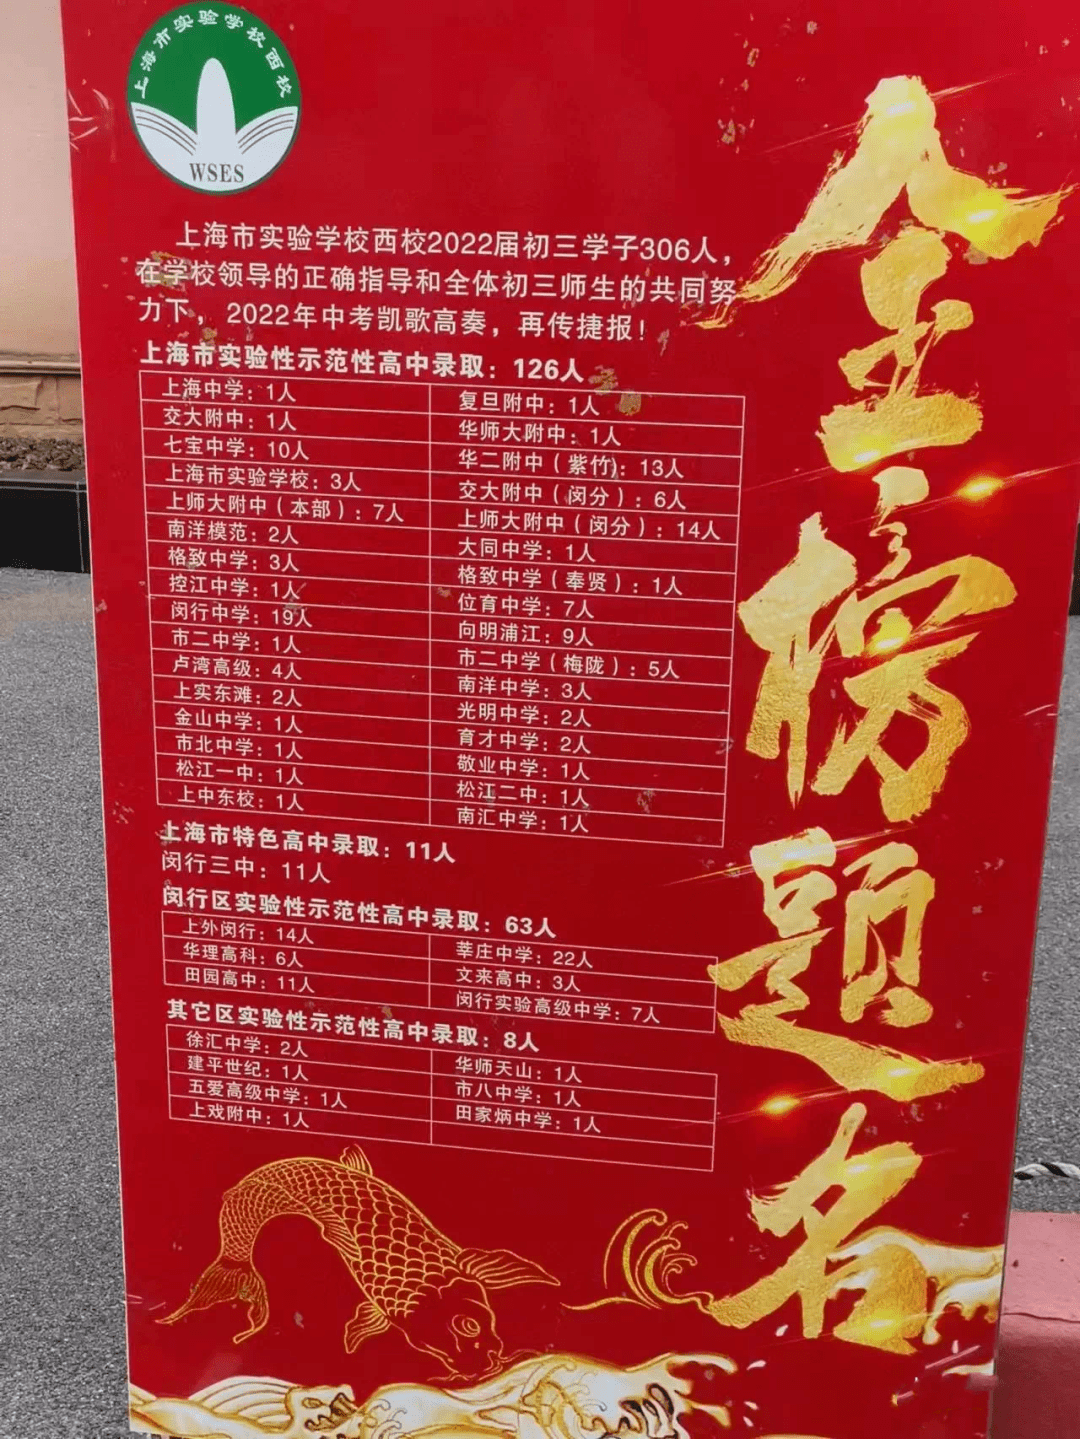 上海市实验学校西校
WSES
金榜题名
上海市实验学校西校2022届初三学子306人，
在学校领导的正确指导和全体初三师生的共同努
力下，2022年中考凯歌高奏，再传捷报！
上海市实验性示范性高中录取：126人
上海中学：1人 复旦附中：1人
交大附中：1人 华师大附中：1人
七宝中学：10人 华二附中（紫竹）：13人
上海市实验学校：3人 交大附中（闵分）：6人
上师大附中（本部）：7人 上师大附中（闵分）：14人
南洋模范：2人 大同中学：1人
格致中学：3人 格致中学（奉贤）：1人
控江中学：1人 位育中学：7人
闵行中学：19人 向明浦江：9人
市二中学：1人 市二中学（梅陇）：5人
卢湾高级：4人 南洋中学：3人
上实东滩：2人 光明中学：2人
金山中学：1人 育才中学：2人
市北中学：1人 敬业中学：1人
松江一中：1人 松江二中：1人
上中东校：1人 南汇中学：1人
上海市特色高中录取：11人
闵行三中：11人
闵行区实验性示范性高中录取：63人
上外闵行：14人 莘庄中学：22人
华理高科：6人 文来高中：3人
田园高中：11人 闵行实验高级中学：7人
其它区实验性示范性高中录取：8人
徐汇中学：2人 华师天山：1人
建平世纪：1人 市八中学：1人
五爱高级中学：1人 田家炳中学：1人
上戏附中：1人